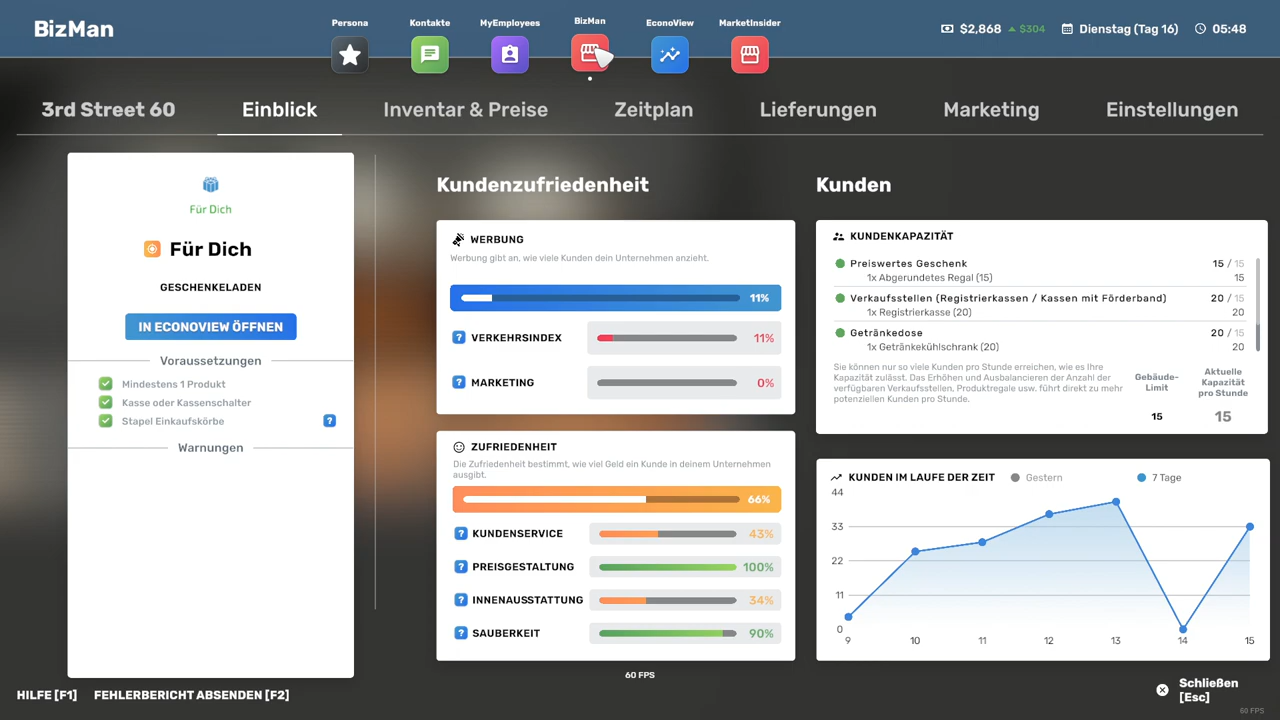 BizMan
Persona
Kontakte
MyEmployees
BizMan
EconoView
MarketInsider
$2,868 $304
Dienstag (Tag 16)
05:48
3rd Street 60
Einblick
Inventar & Preise
Zeitplan
Lieferungen
Marketing
Einstellungen
Für Dich
Für Dich
GESCHENKELADEN
IN ECONOVIEW ÖFFNEN
Voraussetzungen
Mindestens 1 Produkt
Kasse oder Kassenschalter
Stapel Einkaufskörbe ?
Warnungen
Kundenzufriedenheit
WERBUNG
Werbung gibt an, wie viele Kunden dein Unternehmen anzieht.
11%
? VERKEHRSINDEX 11%
? MARKETING 0%
ZUFRIEDENHEIT
Die Zufriedenheit bestimmt, wie viel Geld ein Kunde in deinem Unternehmen
ausgibt.
66%
? KUNDENSERVICE 43%
? PREISGESTALTUNG 100%
? INNENAUSSTATTUNG 34%
? SAUBERKEIT 90%
Kunden
KUNDENKAPAZITÄT
Preiswertes Geschenk 15 / 15
1x Abgerundetes Regal (15) 15
Verkaufsstellen (Registrierkassen / Kassen mit Förderband) 20 / 15
1x Registrierkasse (20) 20
Getränkedose 20 / 15
1x Getränkekühlschrank (20) 20
Sie können nur so viele Kunden pro Stunde erreichen, wie es Ihre
Kapazität zulässt. Das Erhöhen und Ausbalancieren der Anzahl der
verfügbaren Verkaufsstellen, Produktregale usw. führt direkt zu mehr
potenziellen Kunden pro Stunde.
Gebäude-
Limit
15
Aktuelle
Kapazität
pro Stunde
15
KUNDEN IM LAUFE DER ZEIT
Gestern
7 Tage
44
33
22
11
0
9 10 11 12 13 14 15
HILFE [F1]
FEHLERBERICHT ABSENDEN [F2]
60 FPS
Schließen
[Esc]
60 FPS